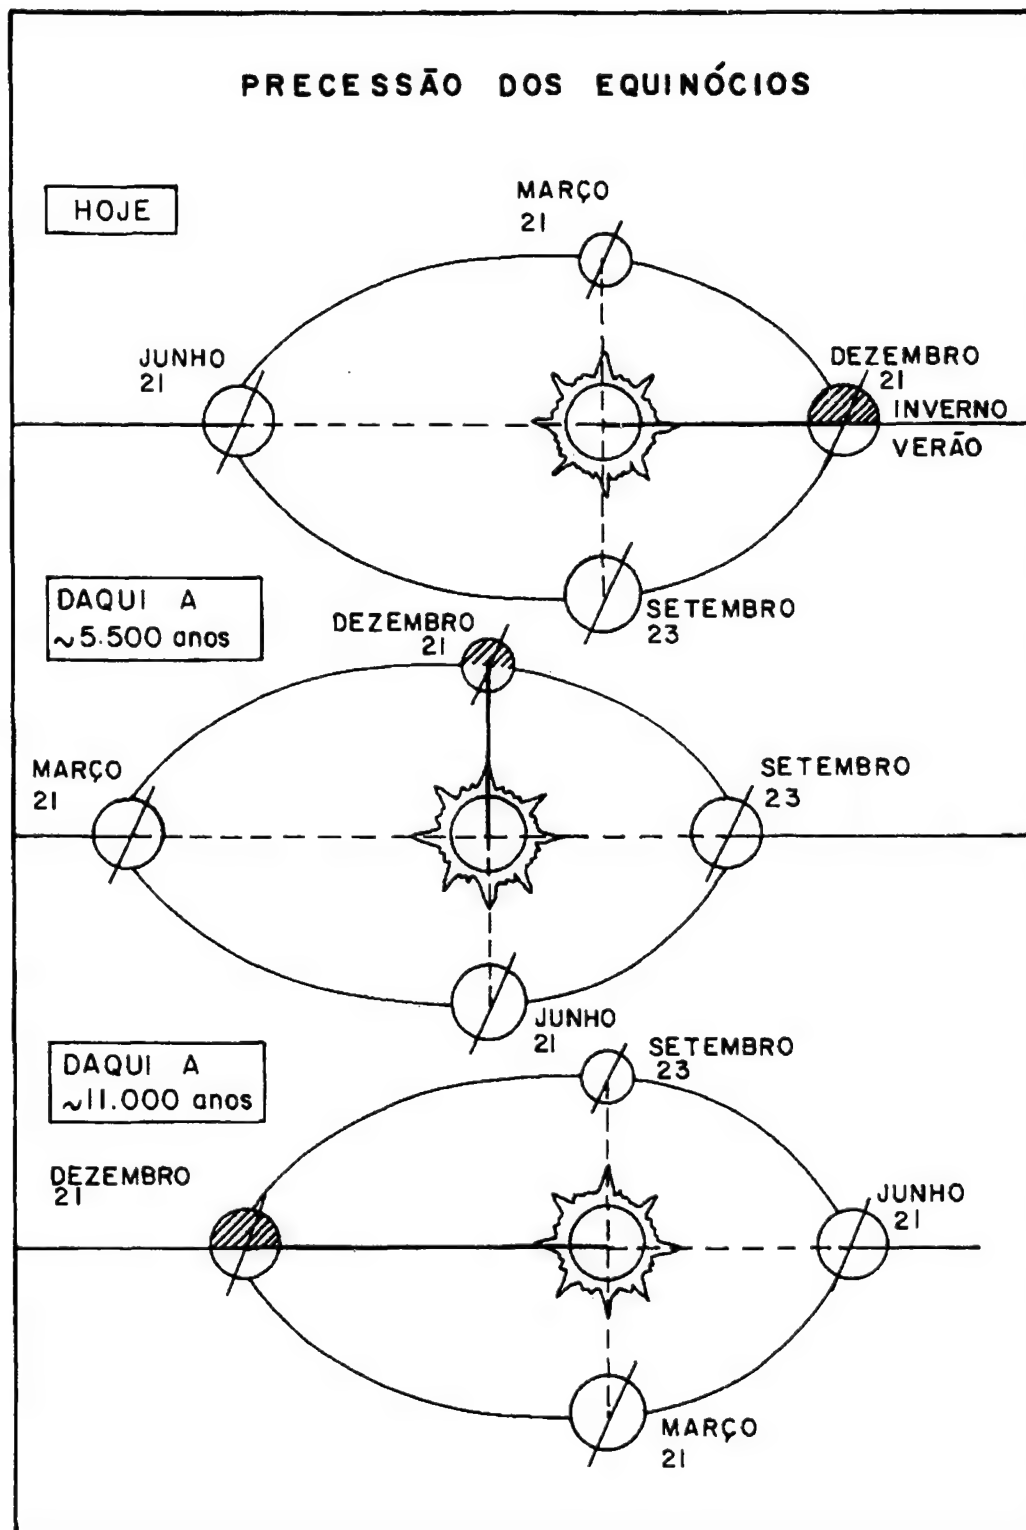 PRECESSÃO DOS EQUINÓCIOS
HOJE
MARÇO
21
JUNHO
21
DEZEMBRO
21
INVERNO
VERÃO
SETEMBRO
23
DAQUI A
~5.500 anos
DEZEMBRO
21
MARÇO
21
SETEMBRO
23
JUNHO
21
DAQUI A
~11.000 anos
SETEMBRO
23
DEZEMBRO
21
JUNHO
21
MARÇO
21